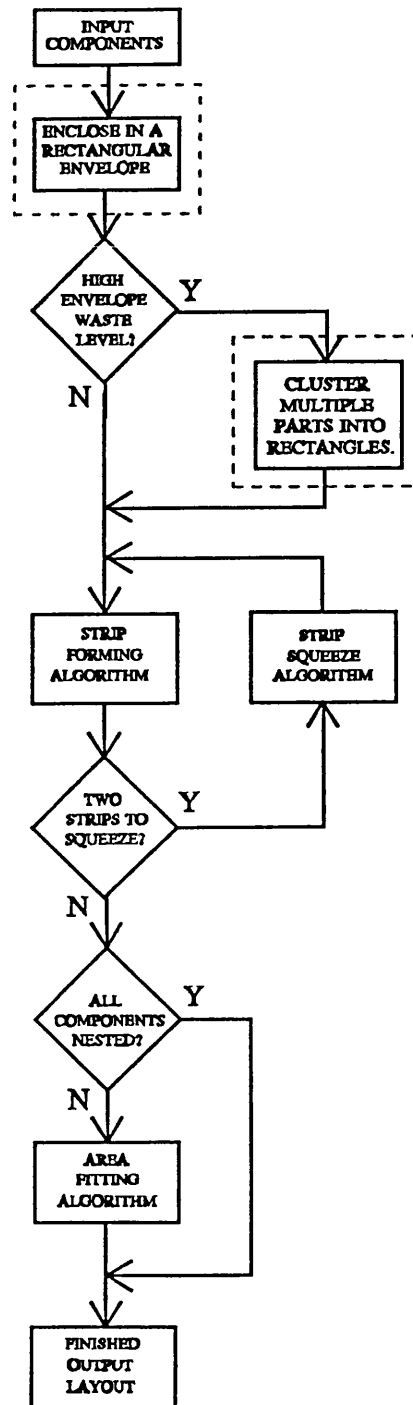 INPUT
COMPONENTS
ENCLOSE IN A
RECTANGULAR
ENVELOPE
HIGH
ENVELOPE
WASTE
LEVEL?
Y
N
CLUSTER
MULTIPLE
PARTS INTO
RECTANGLES.
STRIP
FORMING
ALGORITHM
STRIP
SQUEEZE
ALGORITHM
TWO
STRIPS TO
SQUEEZE?
Y
N
ALL
COMPONENTS
NESTED?
Y
N
AREA
FITTING
ALGORITHM
FINISHED
OUTPUT
LAYOUT